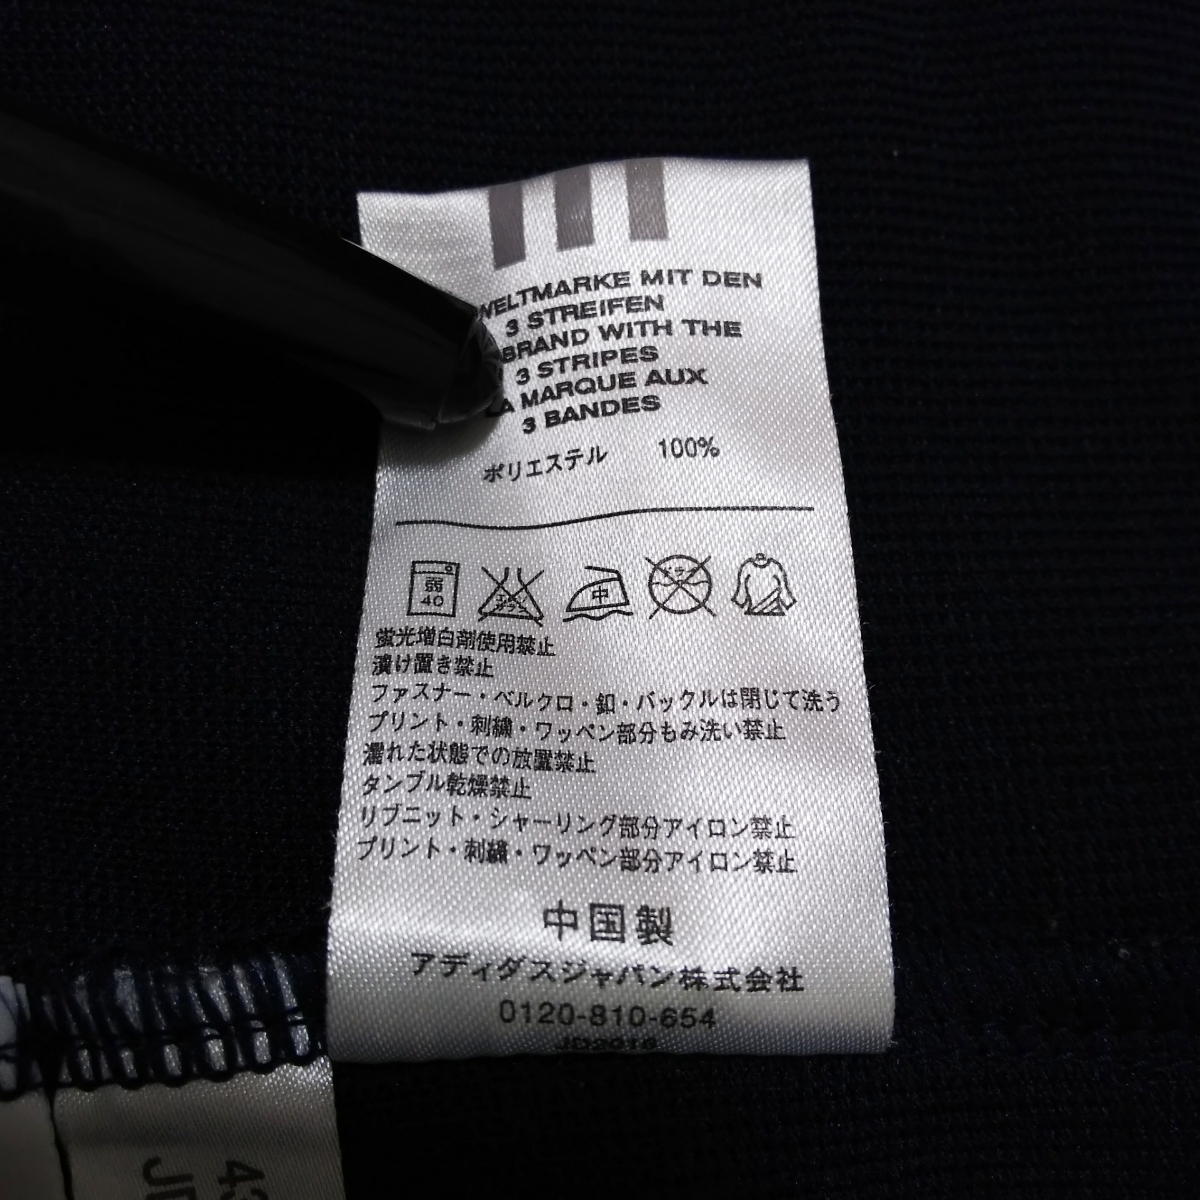 WELTMARKE MIT DEN
3 STREIFEN
BRAND WITH THE
3 STRIPES
LA MARQUE AUX
3 BANDES
ポリエステル 100%
弱 中
40
蛍光増白剤使用禁止
漬け置き禁止
ファスナー・ベルクロ・釦・バックルは閉じて洗う
プリント・刺繍・ワッペン部分もみ洗い禁止
濡れた状態での放置禁止
タンブル乾燥禁止
リブニット・シャーリング部分アイロン禁止
プリント・刺繍・ワッペン部分アイロン禁止
中国製
アディダスジャパン株式会社
0120-810-654
JD2016